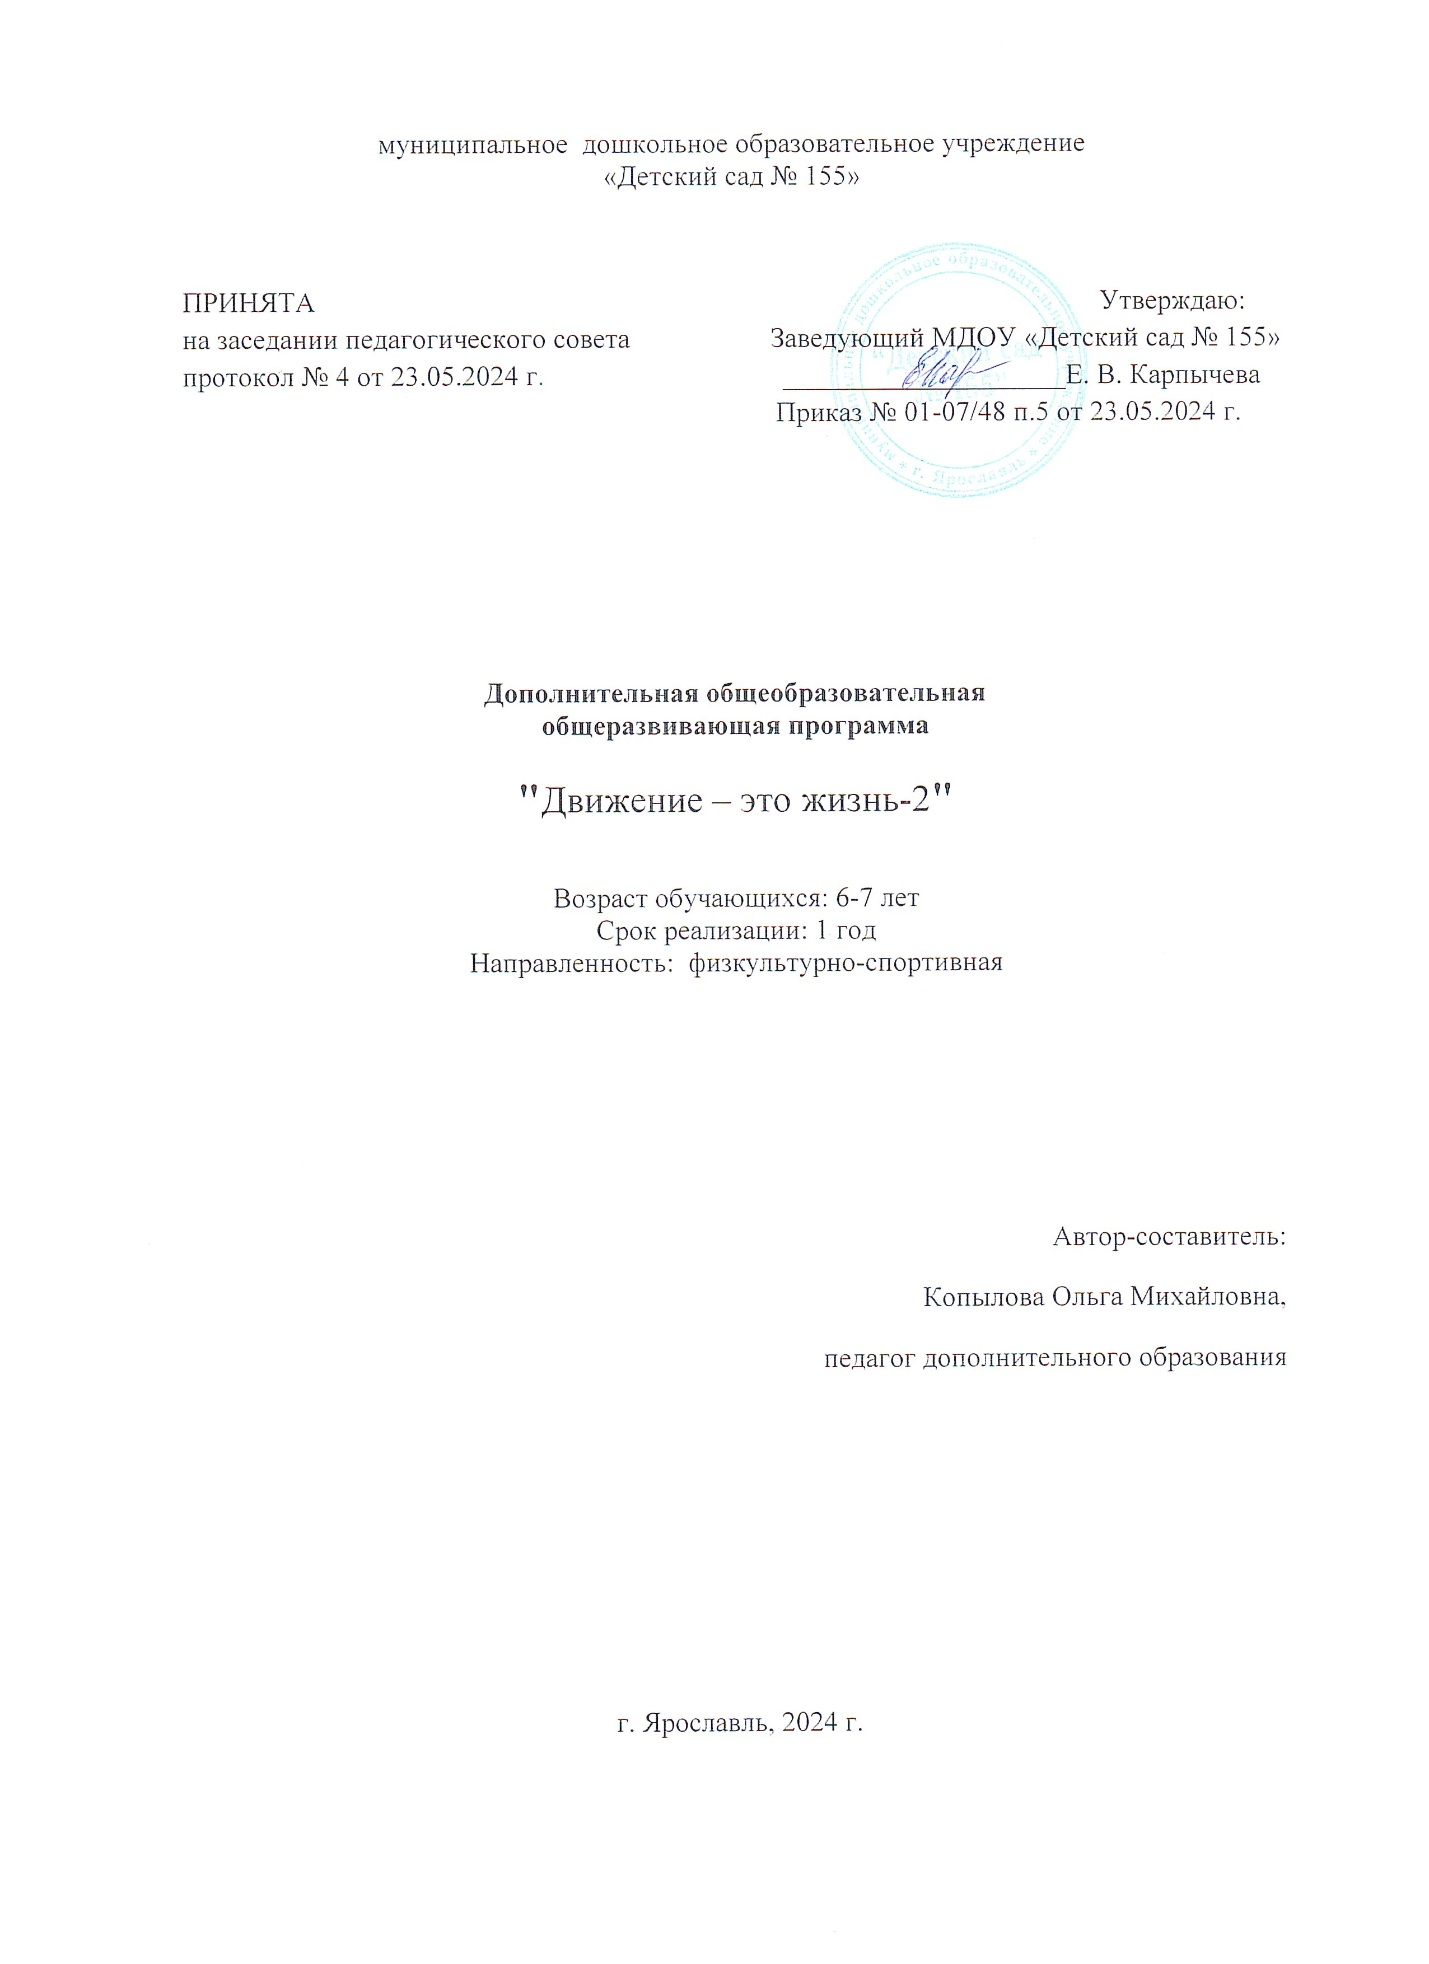 муниципальное дошкольное образовательное учреждение
«Детский сад № 155»
ПРИНЯТА
на заседании педагогического совета
протокол № 4 от 23.05.2024 г.
Утверждаю:
Заведующий МДОУ «Детский сад № 155»
Е. В. Карпычева
Приказ № 01-07/48 п.5 от 23.05.2024 г.
г. Ярославль
Дополнительная общеобразовательная
общеразвивающая программа
"Движение – это жизнь-2"
Возраст обучающихся: 6-7 лет
Срок реализации: 1 год
Направленность: физкультурно-спортивная
Автор-составитель:
Копылова Ольга Михайловна,
педагог дополнительного образования
г. Ярославль, 2024 г.